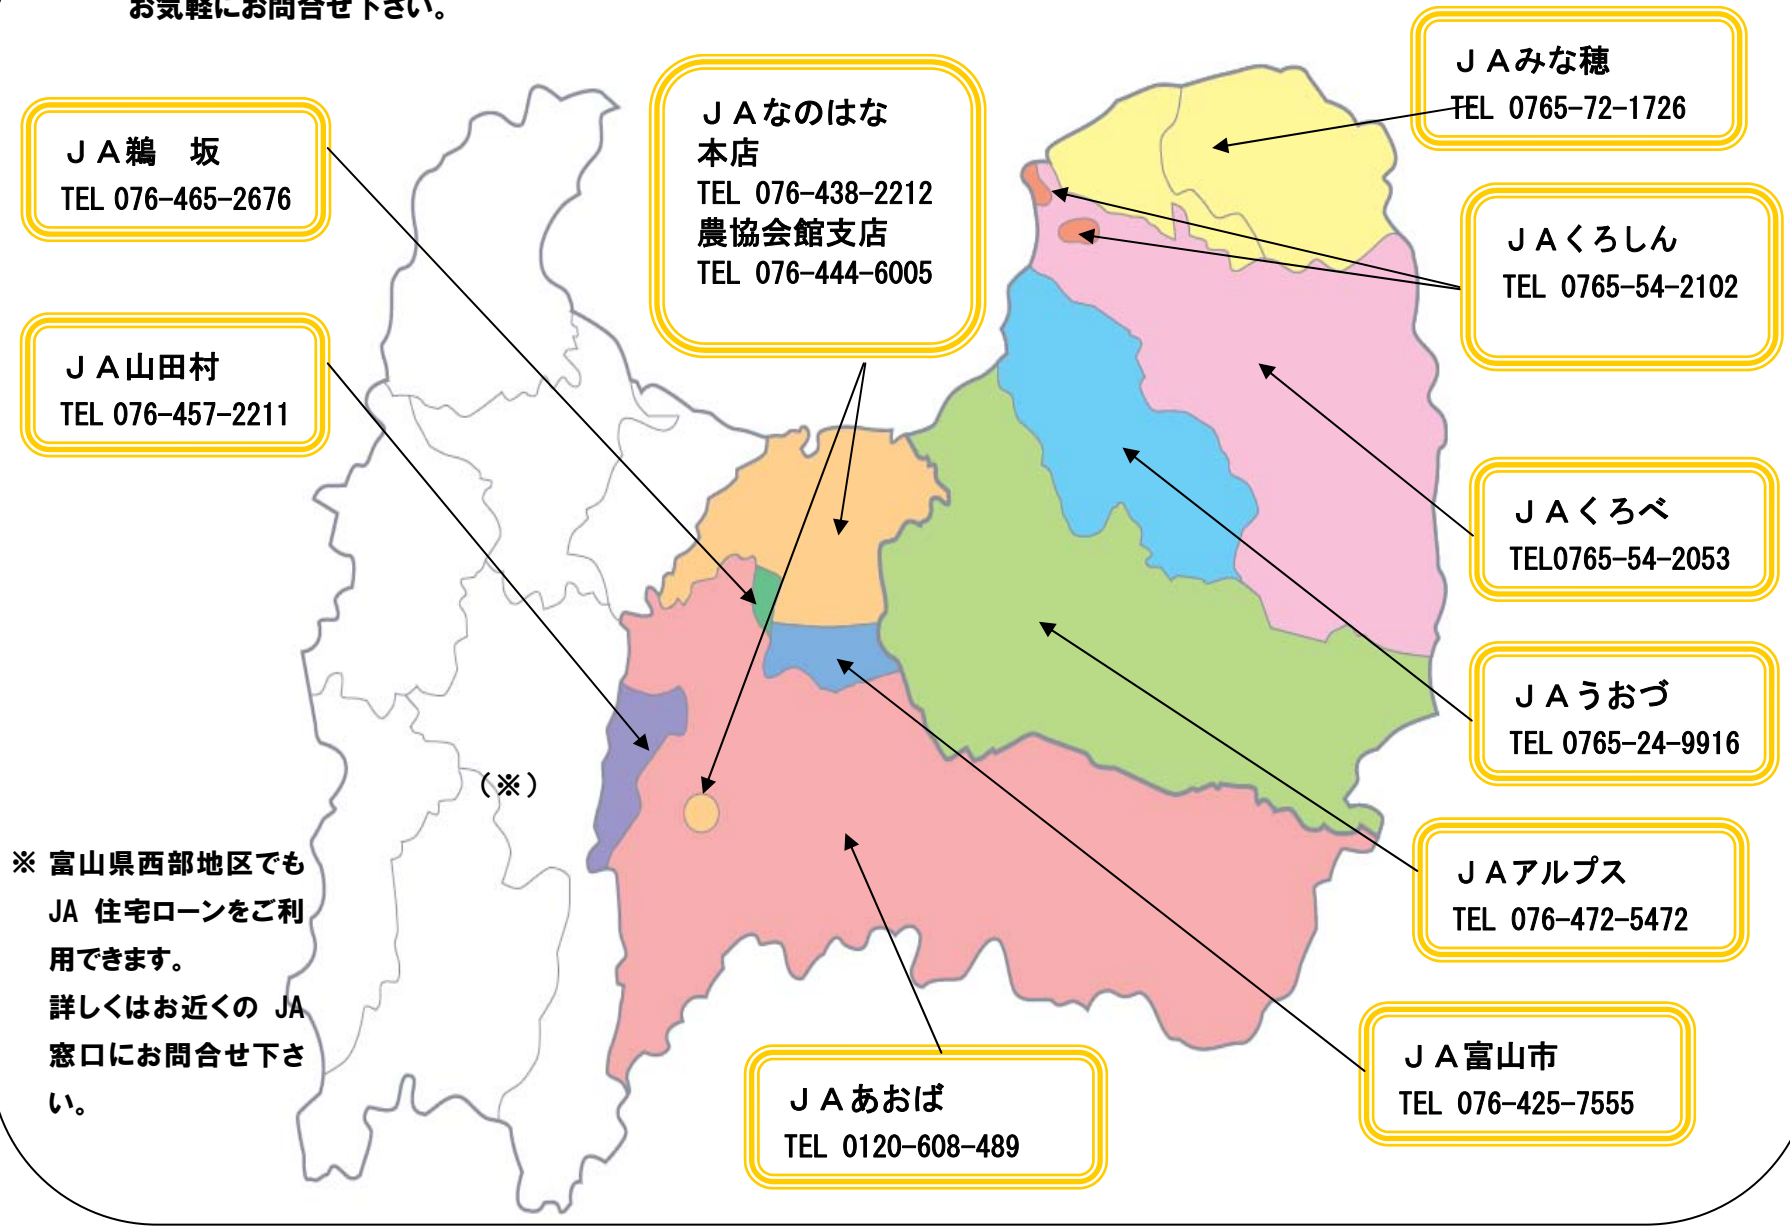 お気軽にお問合せ下さい。
ＪＡみな穂
TEL 0765-72-1726
ＪＡなのはな
本店
TEL 076-438-2212
農協会館支店
TEL 076-444-6005
ＪＡ鵜　坂
TEL 076-465-2676
ＪＡくろしん
TEL 0765-54-2102
ＪＡ山田村
TEL 076-457-2211
ＪＡくろべ
TEL0765-54-2053
ＪＡうおづ
TEL 0765-24-9916
（※）
※ 富山県西部地区でも
JA 住宅ローンをご利
用できます。
詳しくはお近くの JA
窓口にお問合せ下さ
い。
ＪＡアルプス
TEL 076-472-5472
ＪＡ富山市
TEL 076-425-7555
ＪＡあおば
TEL 0120-608-489